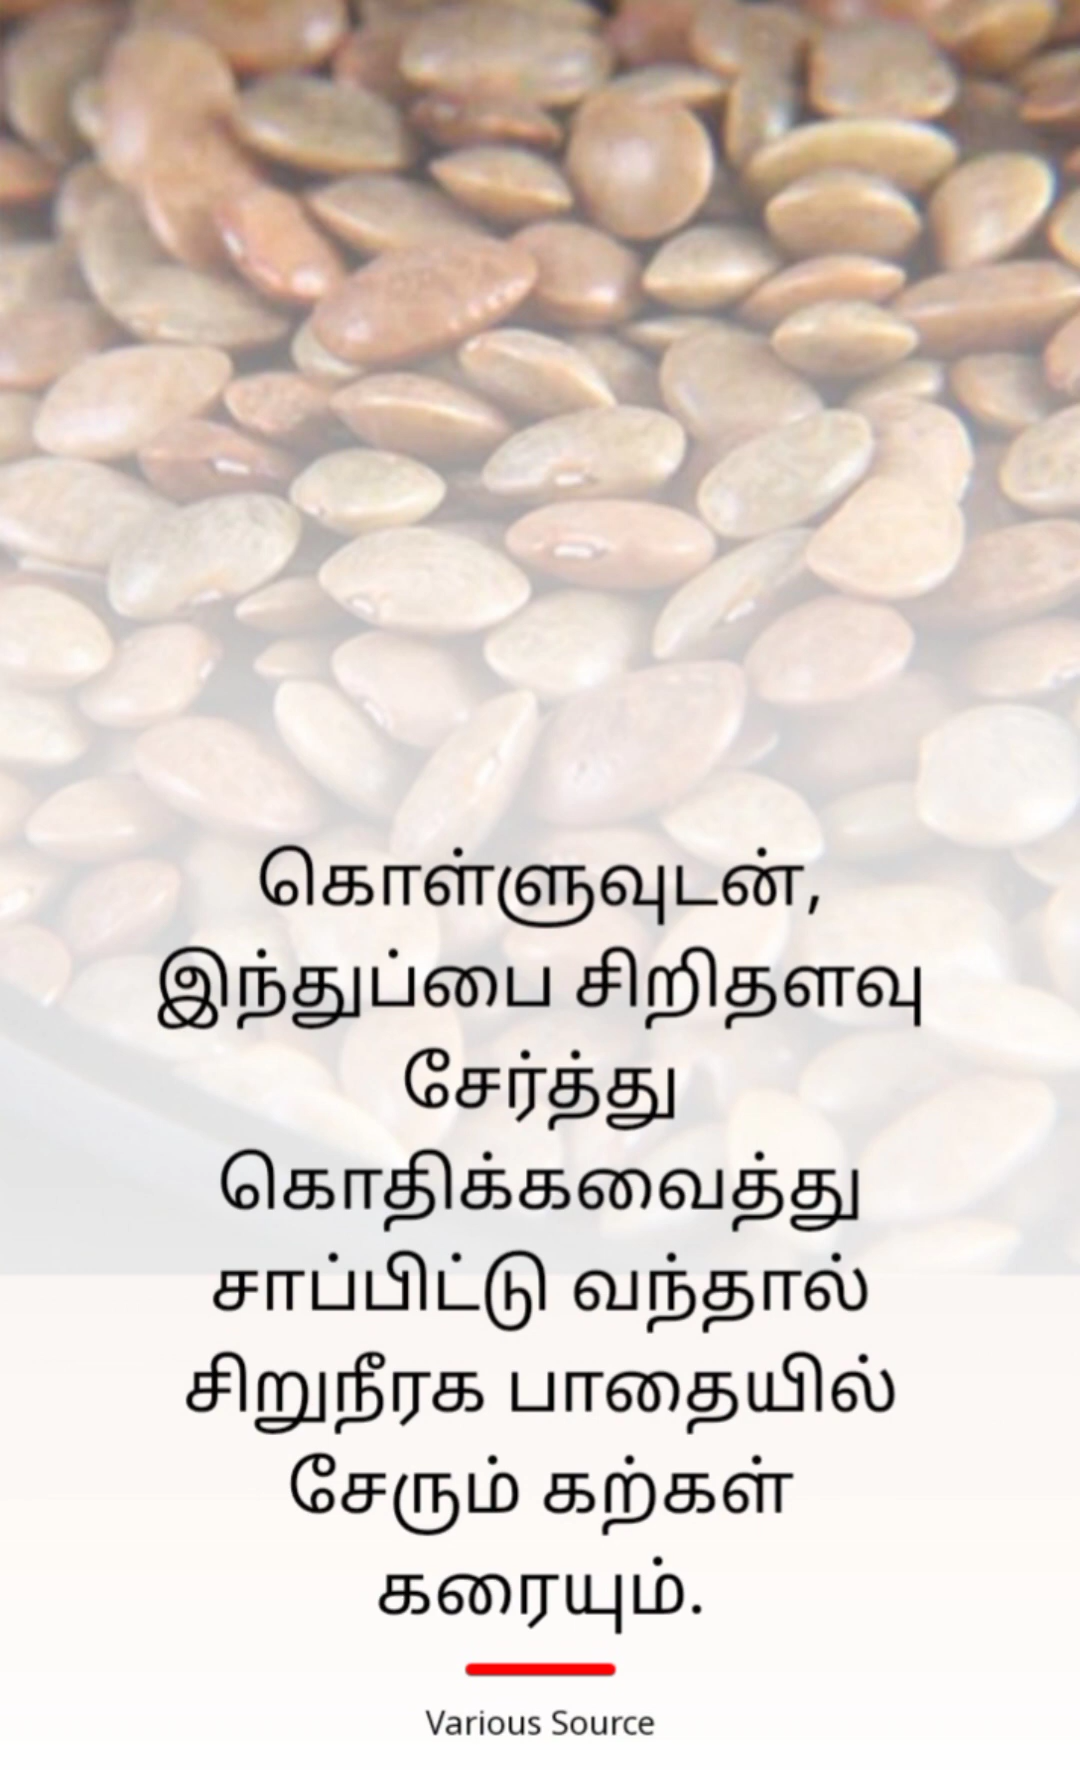 கொள்ளுவுடன்,
இந்துப்பை சிறிதளவு
சேர்த்து
கொதிக்கவைத்து
சாப்பிட்டு வந்தால்
சிறுநீரக பாதையில்
சேரும் கற்கள்
கரையும்.
Various Source